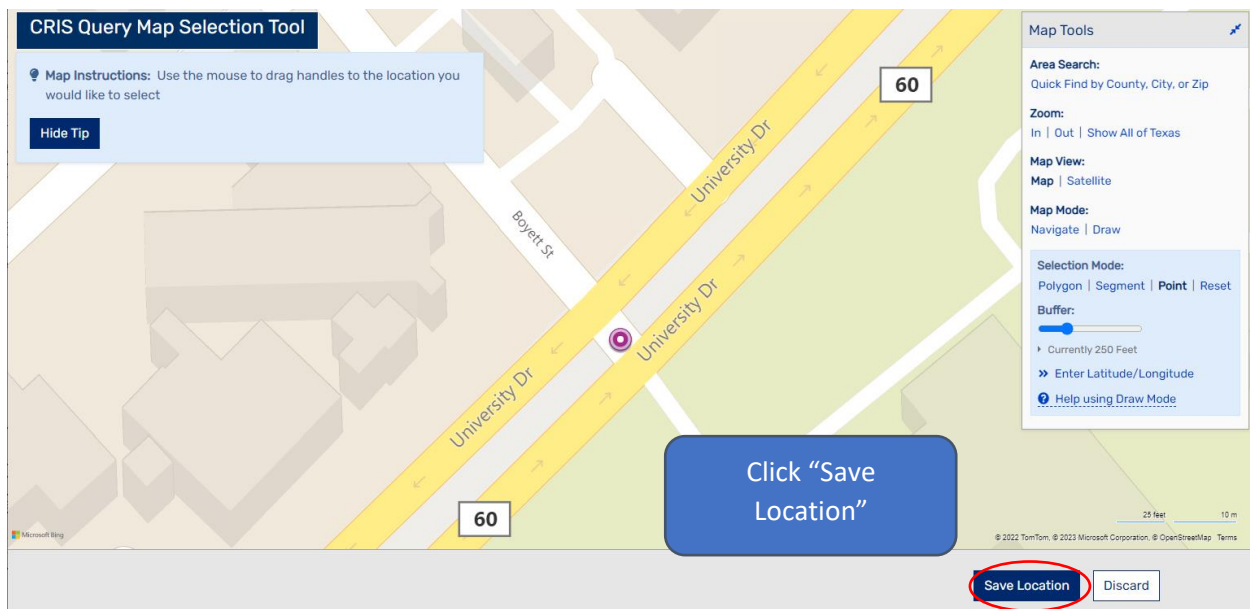 CRIS Query Map Selection Tool
Map Instructions: Use the mouse to drag handles to the location you
would like to select
Hide Tip
60
University Dr
Boyett St
University Dr
University Dr
60
Microsoft Bing
Map Tools
Area Search:
Quick Find by County, City, or Zip
Zoom:
In | Out | Show All of Texas
Map View:
Map | Satellite
Map Mode:
Navigate | Draw
Selection Mode:
Polygon | Segment | Point | Reset
Buffer:
Currently 250 Feet
» Enter Latitude/Longitude
Help using Draw Mode
Click “Save
Location”
25 feet 10 m
© 2022 TomTom, © 2023 Microsoft Corporation, © OpenStreetMap Terms
Save Location Discard